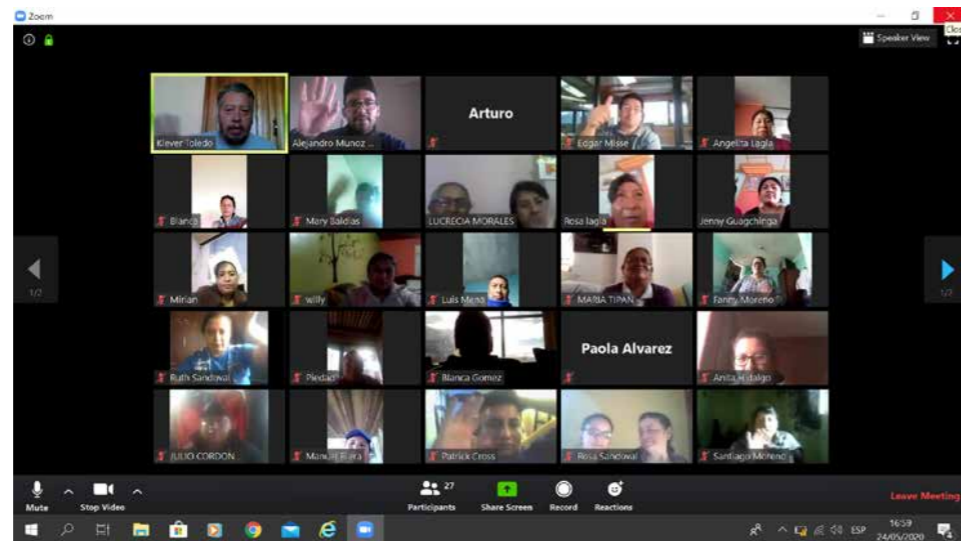 Zoom
Speaker View
Clos
Klever Toledo
Alejandro Munoz ...
Arturo
Edgar Misse
Angelita Lagla
Blanca
Mary Baldias
LUCRECIA MORALES
Rosa lagla
Jenny Guagchinga
Mirian
willy
Luis Mena
MARIA TIPAN
Fanny Moreno
Ruth Sandoval
Piedad
Blanca Gomez
Paola Alvarez
Anita Hidalgo
JULIO CORDON...
Patrick Cross
Rosa Sandoval
Santiago Moreno
1/2
1/2
Mute
Stop Video
Participants
27
Share Screen
Record
Reactions
Leave Meeting
ESP
16:59
24/05/2020